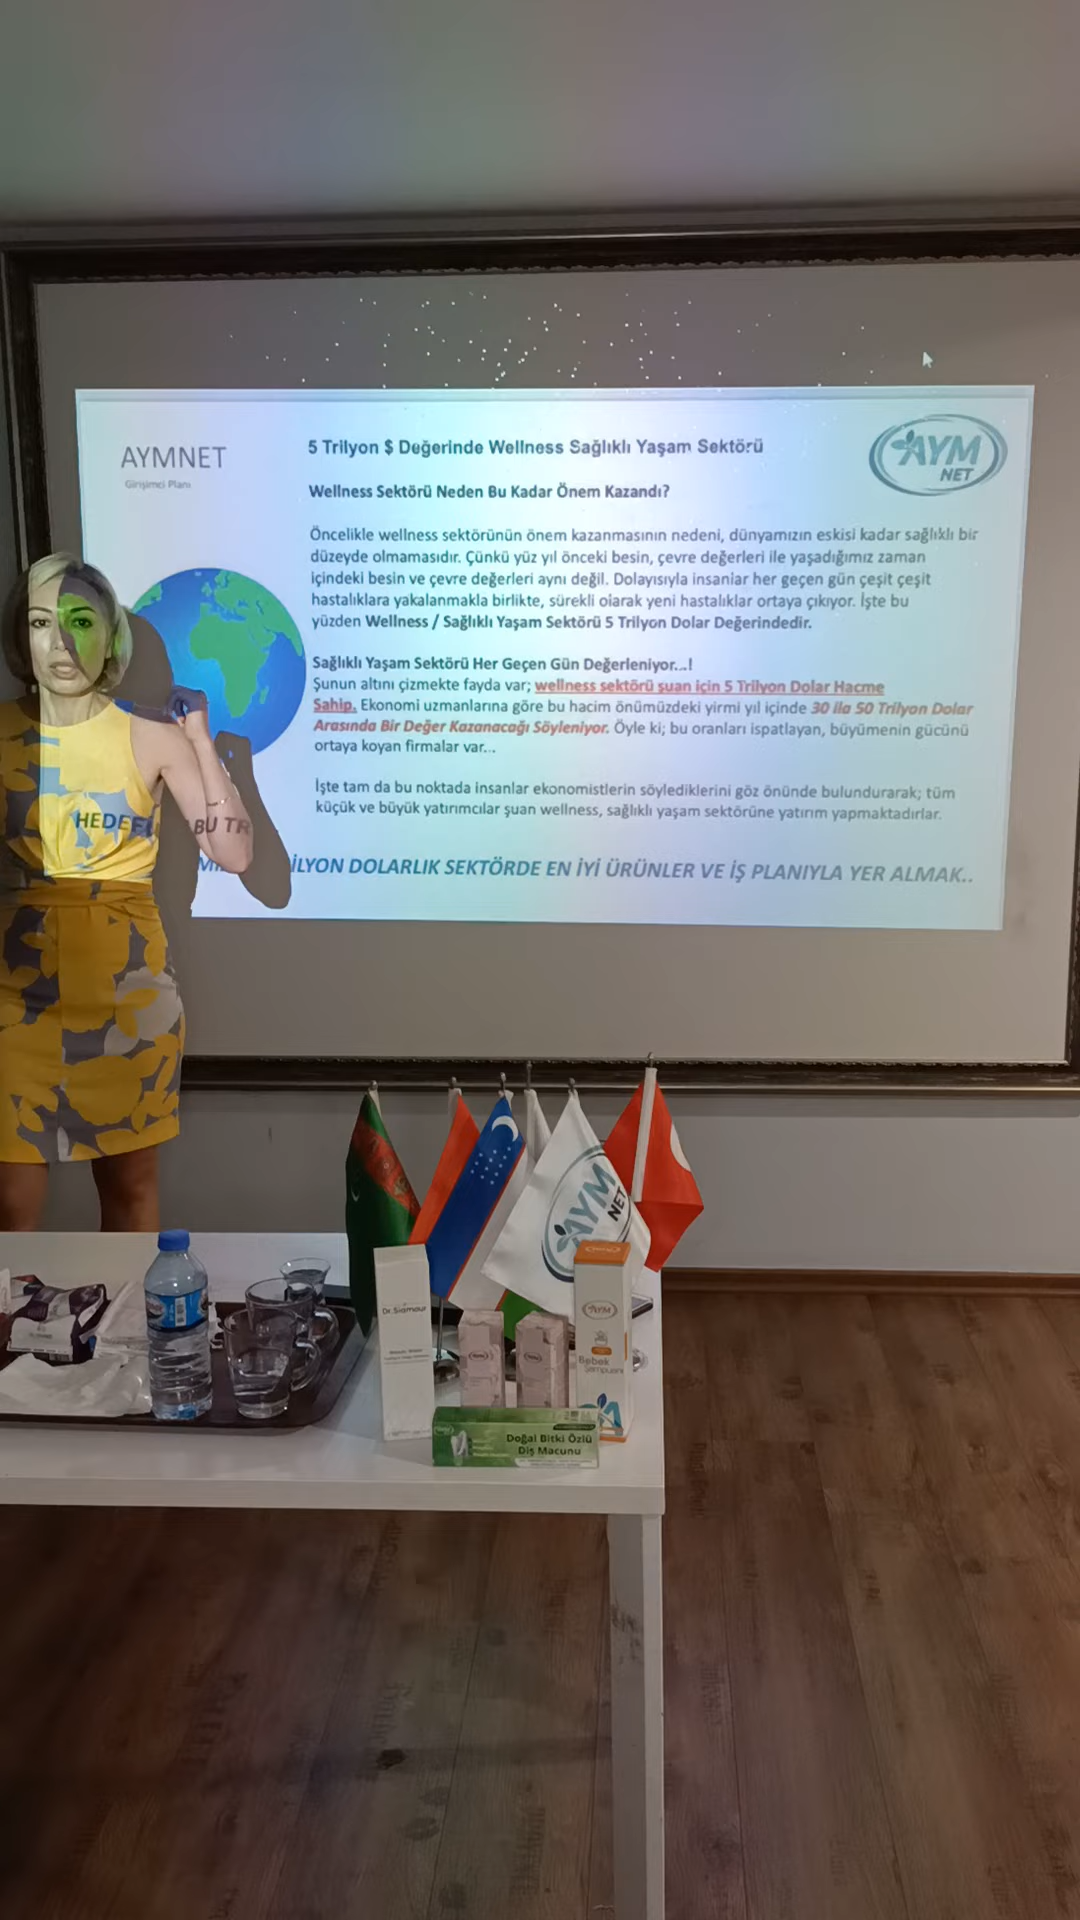 AYMNET
Girişimci Planı
5 Trilyon $ Değerinde Wellness Sağlıklı Yaşam Sektörü
AYM
NET
Wellness Sektörü Neden Bu Kadar Önem Kazandı?
Öncelikle wellness sektörünün önem kazanmasının nedeni, dünyamızın eskisi kadar sağlıklı bir
düzeyde olmamasıdır. Çünkü yüz yıl önceki besin, çevre değerleri ile yaşadığımız zaman
içindeki besin ve çevre değerleri aynı değil. Dolayısıyla insanlar her geçen gün çeşit çeşit
hastalıklara yakalanmakla birlikte, sürekli olarak yeni hastalıklar ortaya çıkıyor. İşte bu
yüzden Wellness / Sağlıklı Yaşam Sektörü 5 Trilyon Dolar Değerindedir.
Sağlıklı Yaşam Sektörü Her Geçen Gün Değerleniyor...!
Şunun altını çizmekte fayda var; wellness sektörü şuan için 5 Trilyon Dolar Hacme
Sahip. Ekonomi uzmanlarına göre bu hacim önümüzdeki yirmi yıl içinde 30 ila 50 Trilyon Dolar
Arasında Bir Değer Kazanacağı Söyleniyor. Öyle ki; bu oranları ispatlayan, büyümenin gücünü
ortaya koyan firmalar var...
İşte tam da bu noktada insanlar ekonomistlerin söylediklerini göz önünde bulundurarak; tüm
küçük ve büyük yatırımcılar şuan wellness, sağlıklı yaşam sektörüne yatırım yapmaktadırlar.
HEDEF BU TR
İLYON DOLARLIK SEKTÖRDE EN İYİ ÜRÜNLER VE İŞ PLANIYLA YER ALMAK..
AYM
NET
Dr.Siamour
AYM
Bebek
Şampuanı
Doğal Bitki Özlü
Diş Macunu